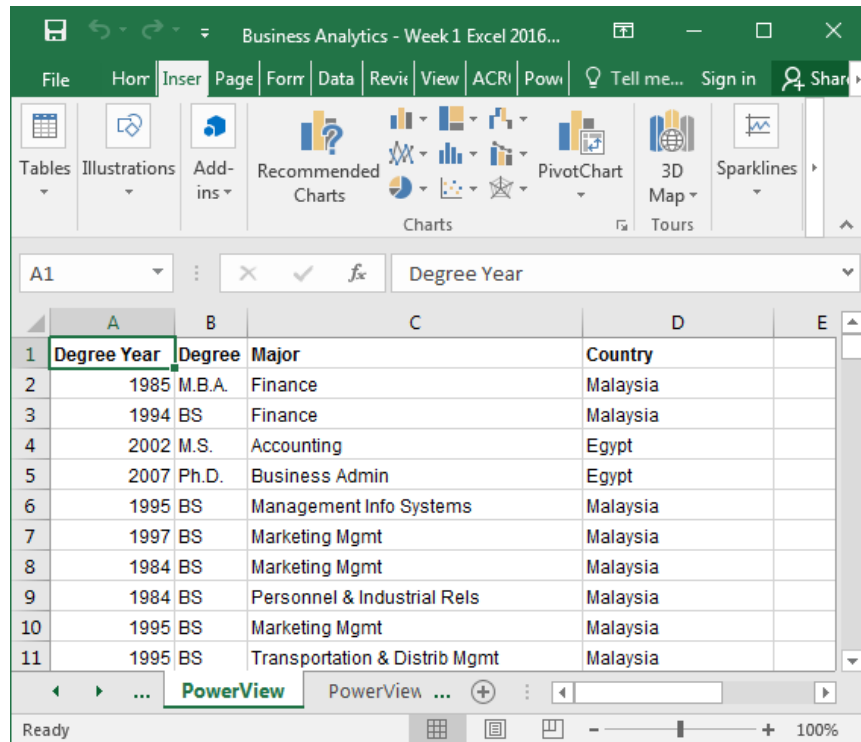 Business Analytics - Week 1 Excel 2016...
File Hom Inser Page Form Data Revie View ACRI Powe Tell me... Sign in Share
Tables Illustrations Add-ins Recommended Charts PivotChart 3D Map Sparklines
Charts Tours
A1 fx Degree Year
A B C D E
1 Degree Year Degree Major Country
2 1985 M.B.A. Finance Malaysia
3 1994 BS Finance Malaysia
4 2002 M.S. Accounting Egypt
5 2007 Ph.D. Business Admin Egypt
6 1995 BS Management Info Systems Malaysia
7 1997 BS Marketing Mgmt Malaysia
8 1984 BS Marketing Mgmt Malaysia
9 1984 BS Personnel & Industrial Rels Malaysia
10 1995 BS Marketing Mgmt Malaysia
11 1995 BS Transportation & Distrib Mgmt Malaysia
... PowerView PowerView ...
Ready - + 100%